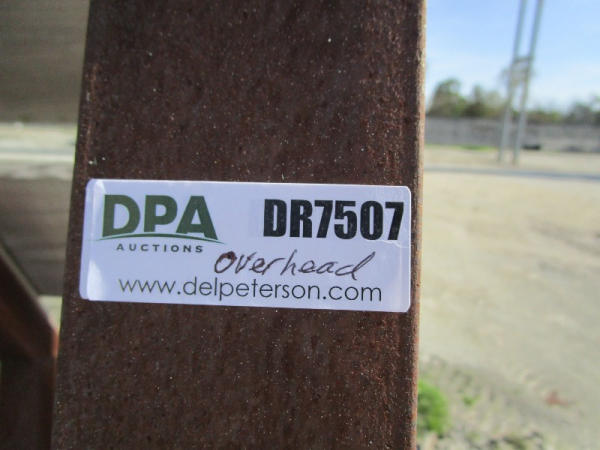 DPA DR7507
AUCTIONS
overhead
www.delpeterson.com